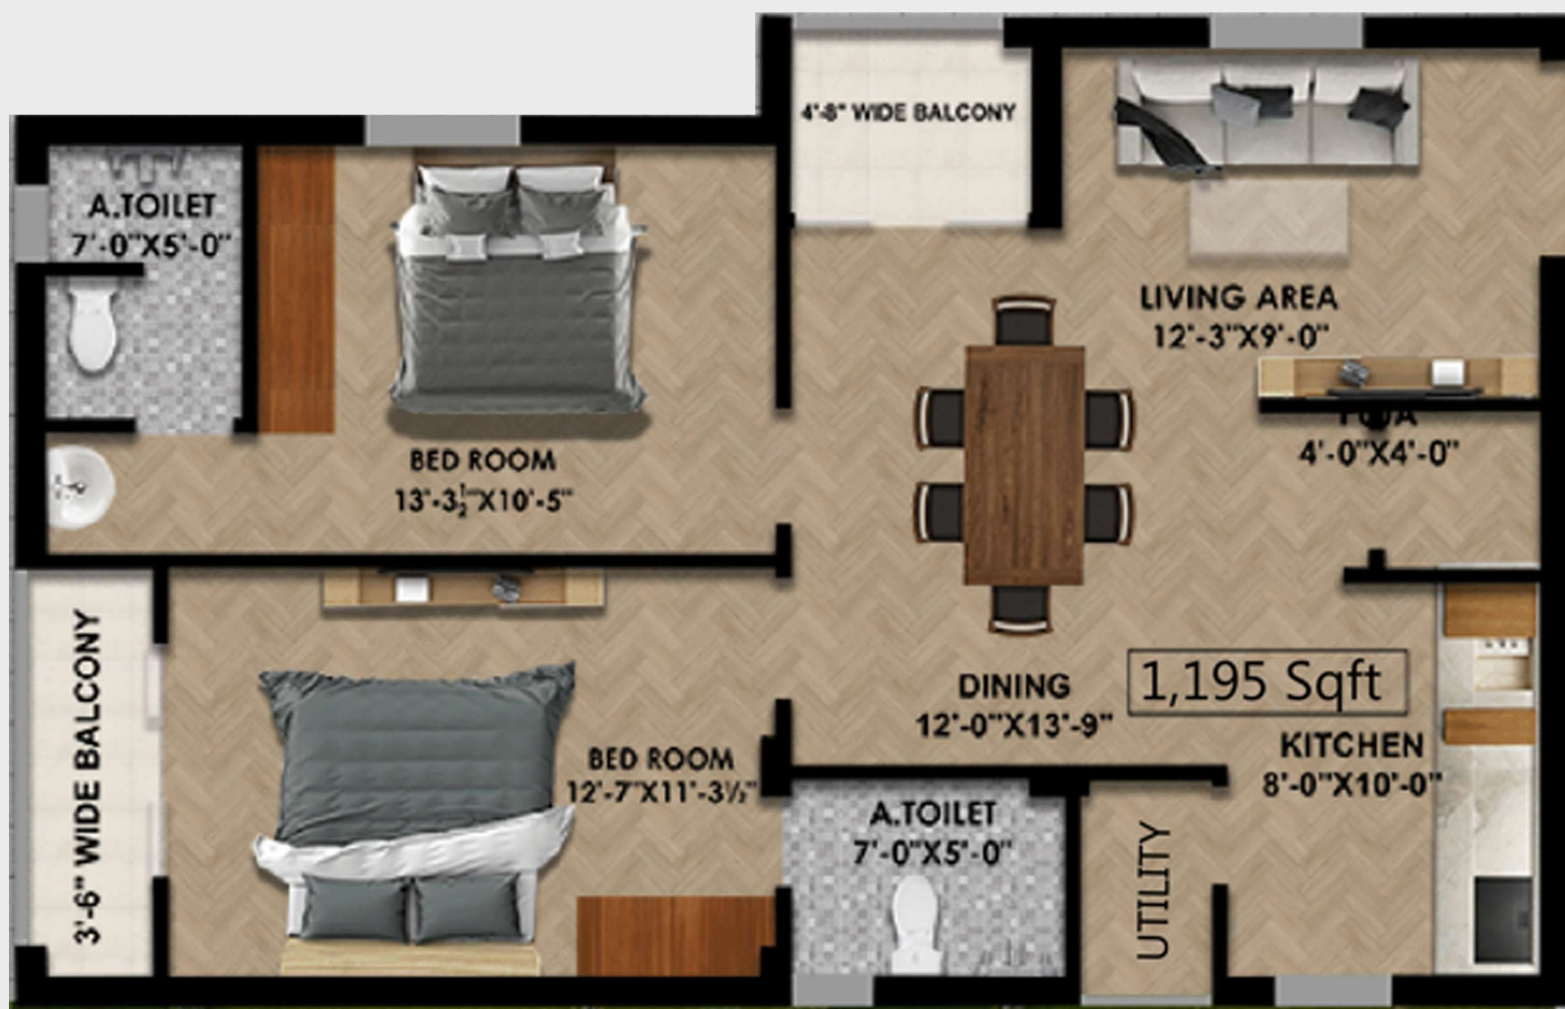 4'-8" WIDE BALCONY
A.TOILET
7'-0"X5'-0"
LIVING AREA
12'-3"X9'-0"
4'-0"X4'-0"
BED ROOM
13'-3½"X10'-5"
3'-6" WIDE BALCONY
BED ROOM
12'-7"X11'-3½"
DINING
12'-0"X13'-9"
1,195 Sqft
KITCHEN
8'-0"X10'-0"
A.TOILET
7'-0"X5'-0"
UTILITY